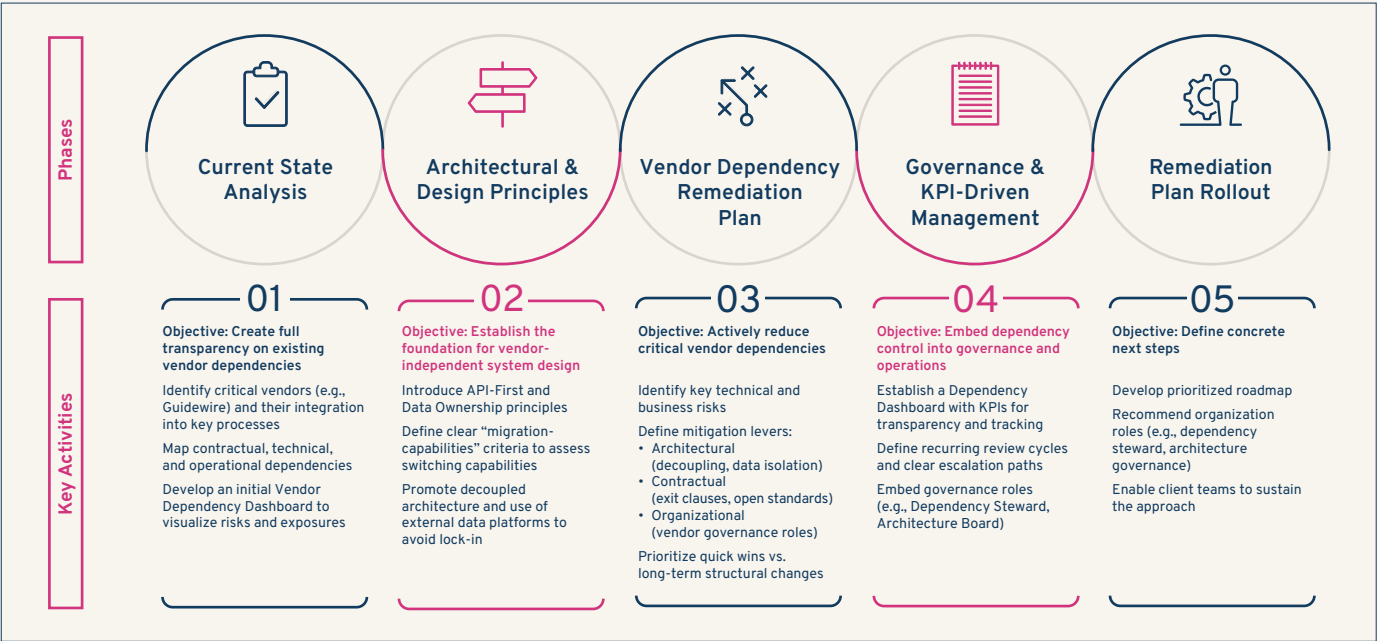 Phases
Current State
Analysis
Architectural &
Design Principles
Vendor Dependency
Remediation
Plan
Governance &
KPI-Driven
Management
Remediation
Plan Rollout
Key Activities
01
Objective: Create full
transparency on existing
vendor dependencies
Identify critical vendors (e.g.,
Guidewire) and their integration
into key processes
Map contractual, technical,
and operational dependencies
Develop an initial Vendor
Dependency Dashboard to
visualize risks and exposures
02
Objective: Establish the
foundation for vendor-
independent system design
Introduce API-First and
Data Ownership principles
Define clear “migration-
capabilities” criteria to assess
switching capabilities
Promote decoupled
architecture and use of
external data platforms to
avoid lock-in
03
Objective: Actively reduce
critical vendor dependencies
Identify key technical and
business risks
Define mitigation levers:
• Architectural
(decoupling, data isolation)
• Contractual
(exit clauses, open standards)
• Organizational
(vendor governance roles)
Prioritize quick wins vs.
long-term structural changes
04
Objective: Embed dependency
control into governance and
operations
Establish a Dependency
Dashboard with KPIs for
transparency and tracking
Define recurring review cycles
and clear escalation paths
Embed governance roles
(e.g., Dependency Steward,
Architecture Board)
05
Objective: Define concrete
next steps
Develop prioritized roadmap
Recommend organization
roles (e.g., dependency
steward, architecture
governance)
Enable client teams to sustain
the approach